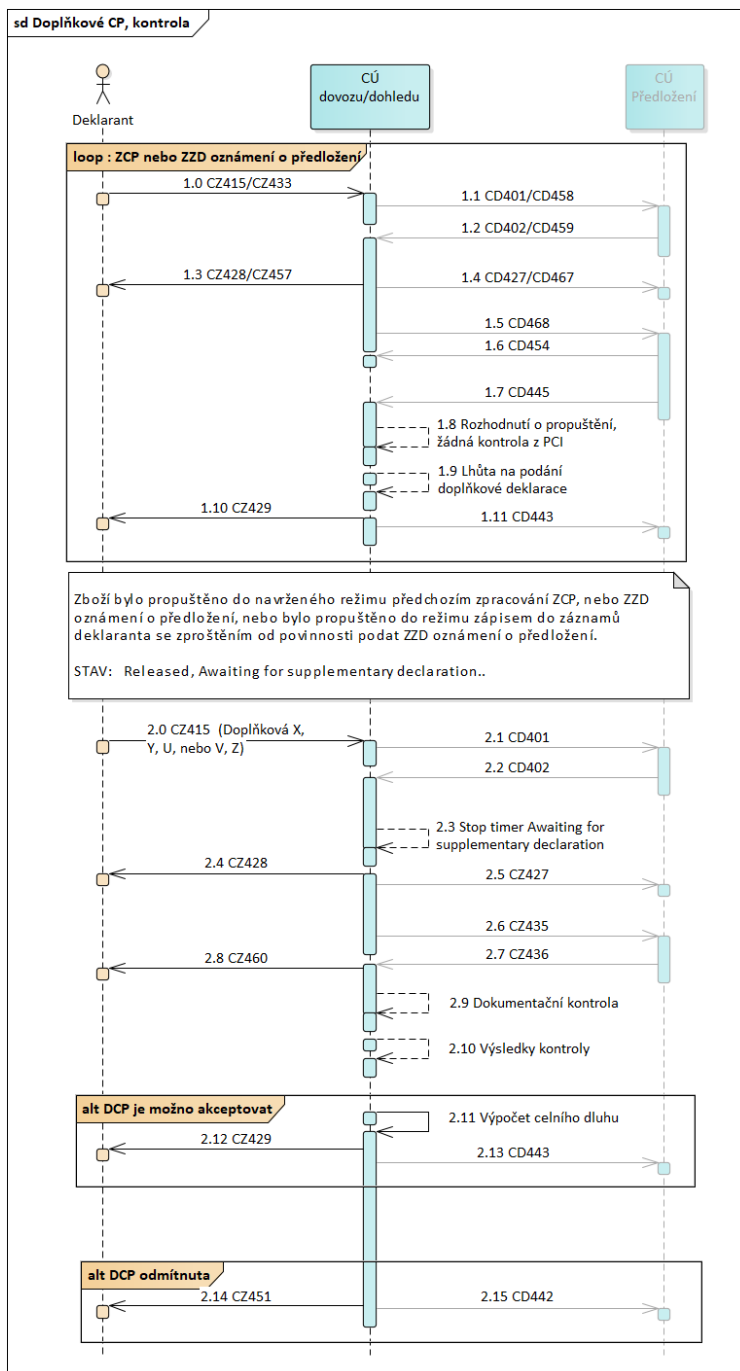 sd Doplňkové CP, kontrola
Deklarant
CÚ
dovozu/dohledu
CÚ
Předložení
loop : ZCP nebo ZZD oznámení o předložení
1.0 CZ415/CZ433
1.1 CD401/CD458
1.2 CD402/CD459
1.3 CZ428/CZ457
1.4 CD427/CD467
1.5 CD468
1.6 CD454
1.7 CD445
1.8 Rozhodnutí o propuštění,
žádná kontrola z PCI
1.9 Lhůta na podání
doplňkové deklarace
1.10 CZ429
1.11 CD443
Zboží bylo propuštěno do navrženého režimu předchozím zpracování ZCP, nebo ZZD
oznámení o předložení, nebo bylo propuštěno do režimu zápisem do záznamů
deklaranta se zproštěním od povinnosti podat ZZD oznámení o předložení.
STAV: Released, Awaiting for supplementary declaration..
2.0 CZ415 (Doplňková X,
Y, U, nebo V, Z)
2.1 CD401
2.2 CD402
2.3 Stop timer Awaiting for
supplementary declaration
2.4 CZ428
2.5 CZ427
2.6 CZ435
2.7 CZ436
2.8 CZ460
2.9 Dokumentační kontrola
2.10 Výsledky kontroly
alt DCP je možno akceptovat
2.11 Výpočet celního dluhu
2.12 CZ429
2.13 CD443
alt DCP odmítnuta
2.14 CZ451
2.15 CD442